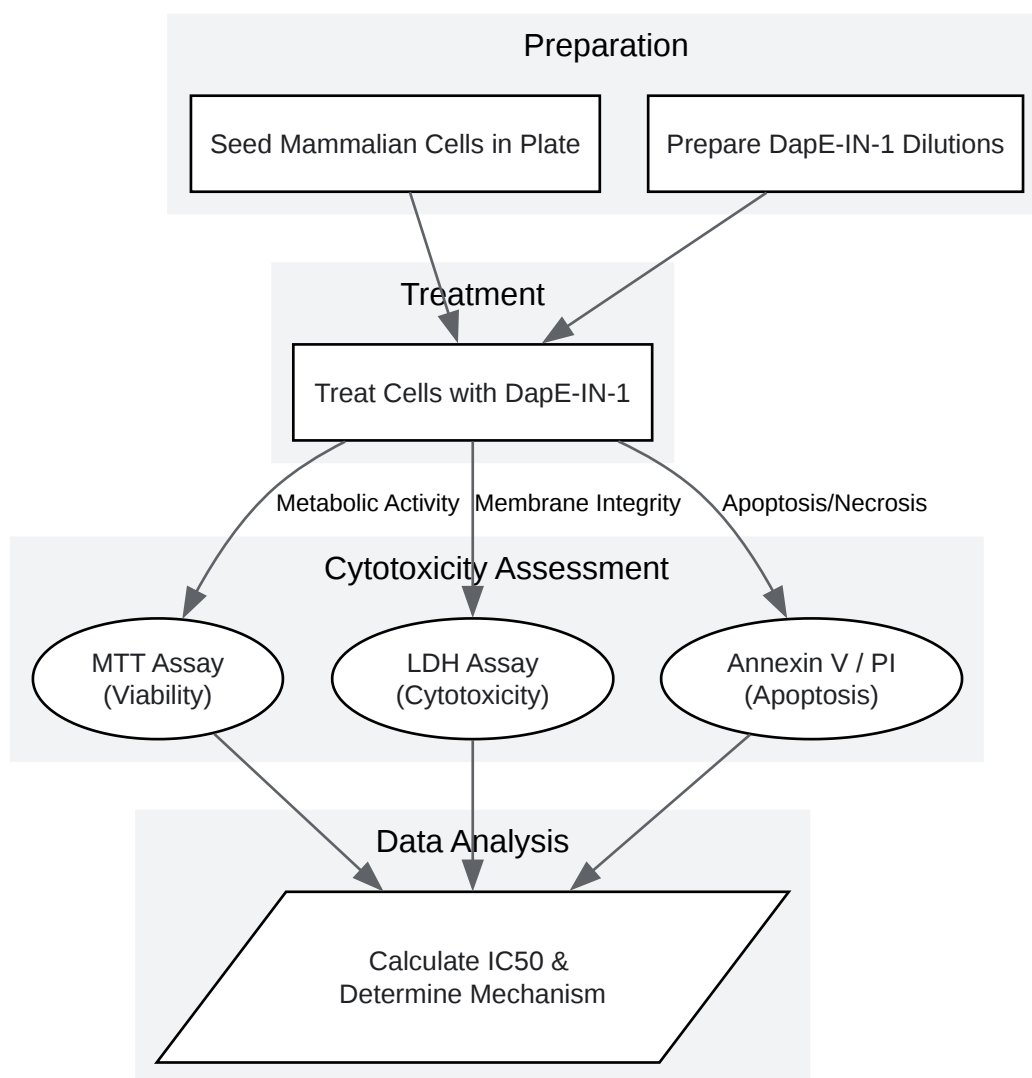 Preparation
Seed Mammalian Cells in Plate
Prepare DapE-IN-1 Dilutions
Treatment
Treat Cells with DapE-IN-1
Metabolic Activity
Membrane Integrity
Apoptosis/Necrosis
Cytotoxicity Assessment
MTT Assay
(Viability)
LDH Assay
(Cytotoxicity)
Annexin V / PI
(Apoptosis)
Data Analysis
Calculate IC50 &
Determine Mechanism